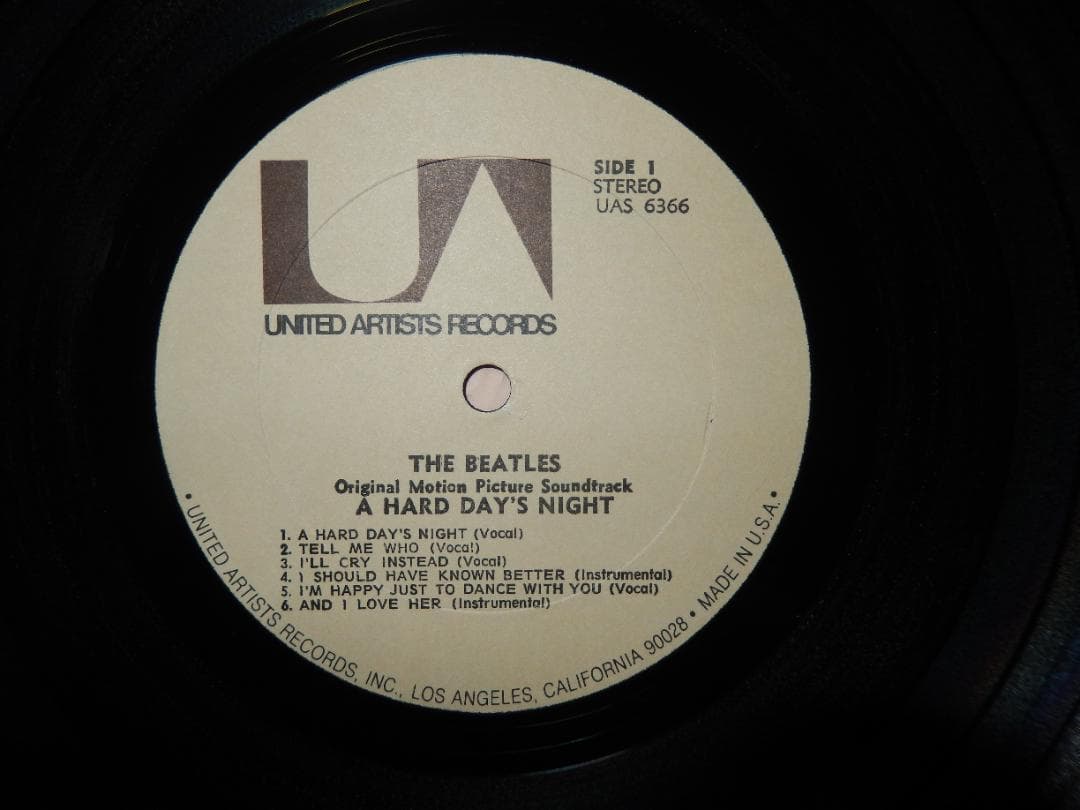 UA
SIDE 1
STEREO
UAS 6366
UNITED ARTISTS RECORDS
THE BEATLES
Original Motion Picture Soundtrack
A HARD DAY'S NIGHT
1. A HARD DAY'S NIGHT (Vocal)
2. TELL ME WHO (Vocal)
3. I'LL CRY INSTEAD (Vocal)
4. I SHOULD HAVE KNOWN BETTER (Instrumental)
5. I'M HAPPY JUST TO DANCE WITH YOU (Vocal)
6. AND I LOVE HER (Instrumental)
• UNITED ARTISTS RECORDS, INC., LOS ANGELES, CALIFORNIA 90028 • MADE IN U.S.A. •